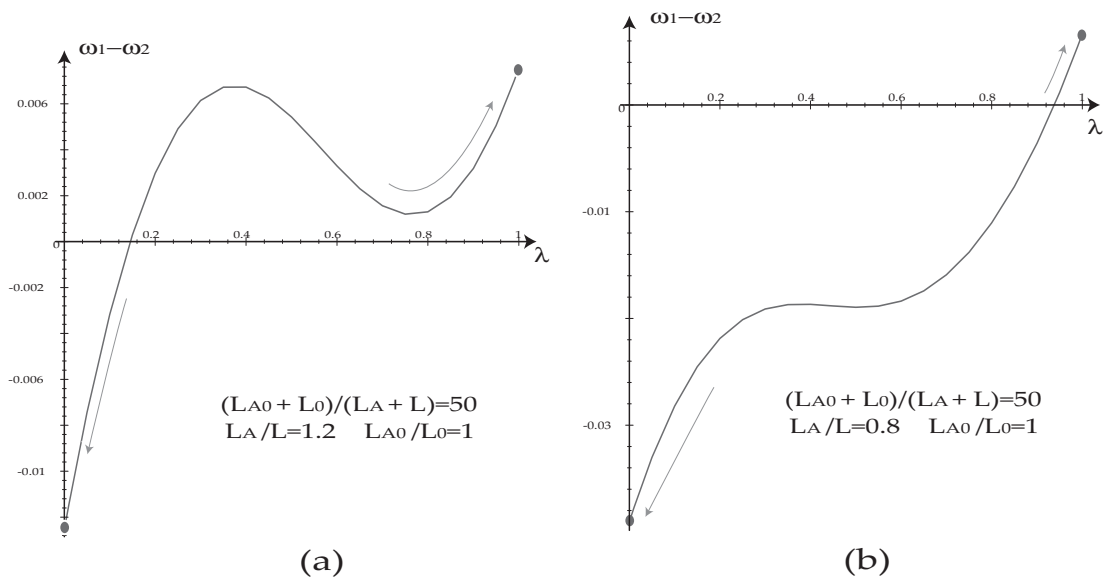 ω1−ω2
0.006
0.002
0
0.2
0.4
0.6
0.8
1
λ
-0.002
-0.006
-0.01
(LA0 + L0)/(LA + L)=50
LA/L=1.2 LA0/L0=1
(a)
ω1−ω2
0
0.2
0.4
0.6
0.8
1
λ
-0.01
-0.03
(LA0 + L0)/(LA + L)=50
LA/L=0.8 LA0/L0=1
(b)